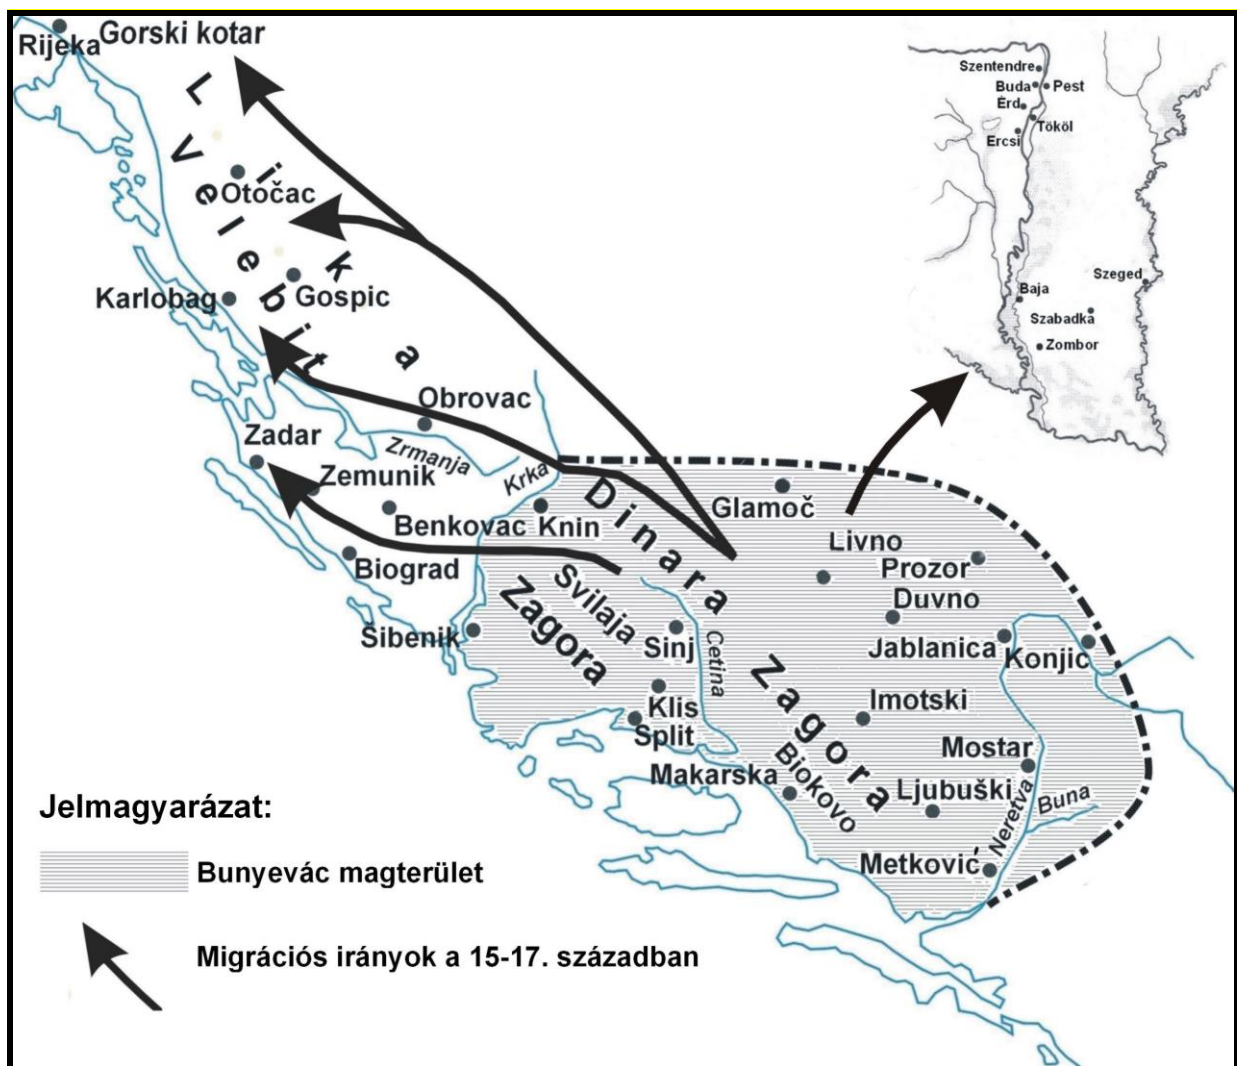 Rijeka
Gorski kotar
Lika
Velebit
Otočac
Karlobag
Gospic
Obrovac
Zadar
Zrmanja
Zemunik
Krka
Benkovac
Knin
Biograd
Šibenik
Dinara
Glamoč
Livno
Prozor
Duvno
Svilaja
Zagora
Sinj
Cetina
Jablanica
Konjic
Zagora
Klis
Split
Imotski
Mostar
Makarska
Biokovo
Ljubuški
Neretva
Buna
Metković
Szentendre
Buda
Pest
Érd
Tököl
Ercsi
Baja
Szeged
Szabadka
Zombor
Jelmagyarázat:
Bunyevác magterület
Migrációs irányok a 15-17. században